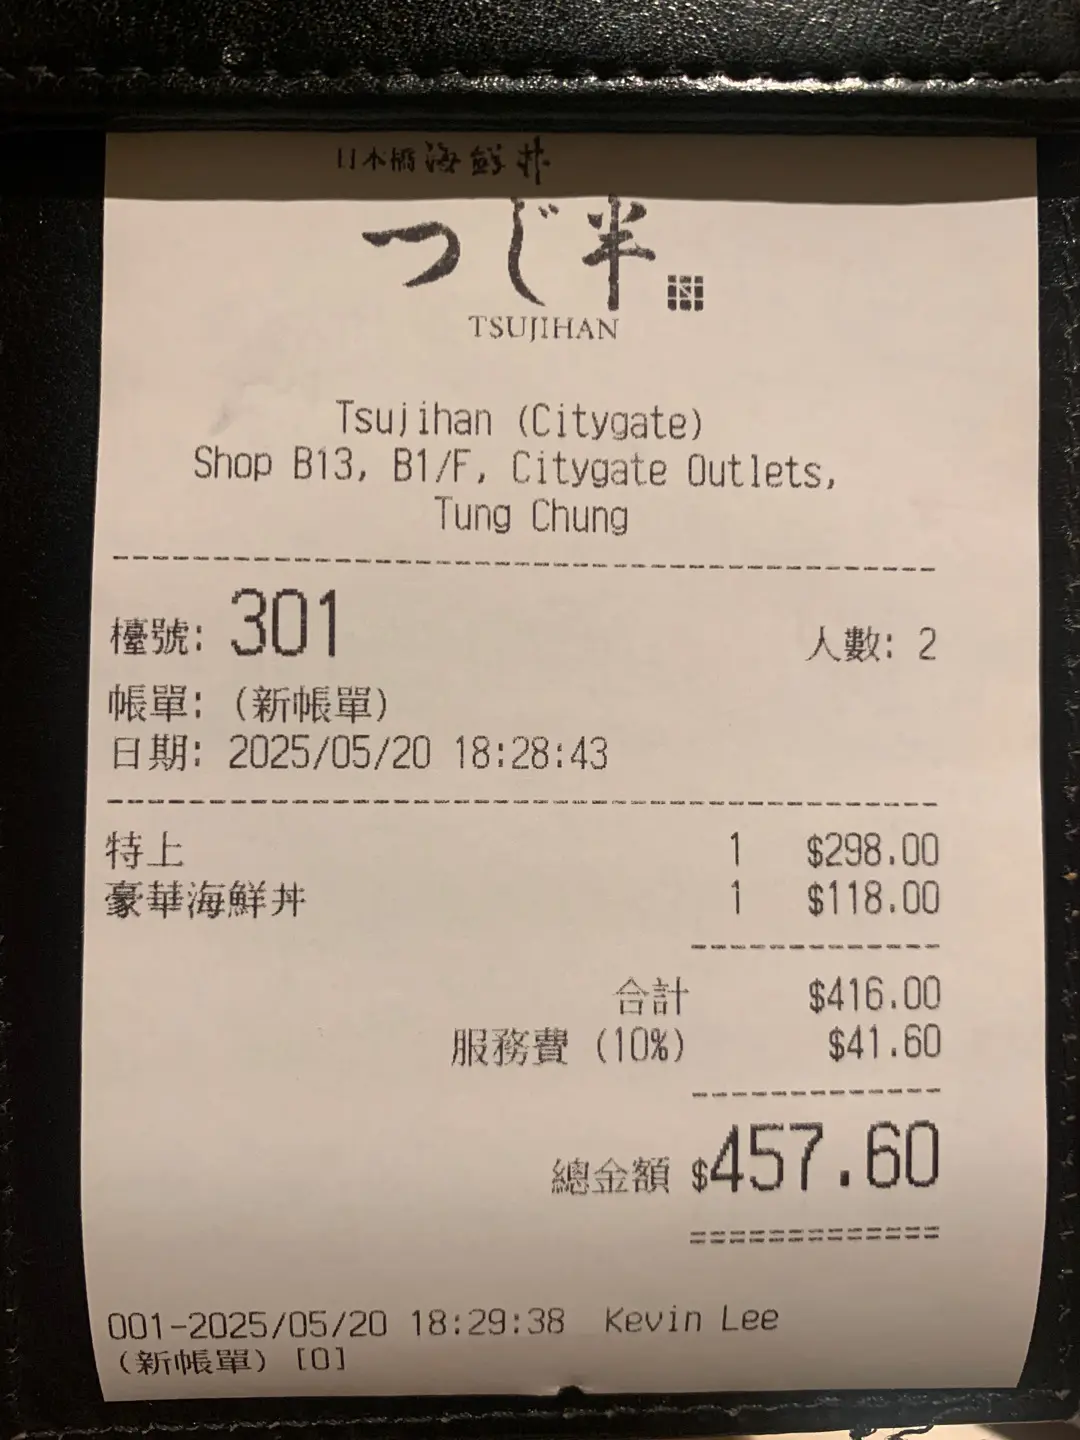 日本橋海鮮丼
つじ半
TSUJIHAN
Tsujihan (Citygate)
Shop B13, B1/F, Citygate Outlets,
Tung Chung
檯號: 301 人數: 2
帳單: (新帳單)
日期: 2025/05/20 18:28:43
特上 1 $298.00
豪華海鮮丼 1 $118.00
合計 $416.00
服務費 (10%) $41.60
總金額 $457.60
001-2025/05/20 18:29:38 Kevin Lee
(新帳單) [0]